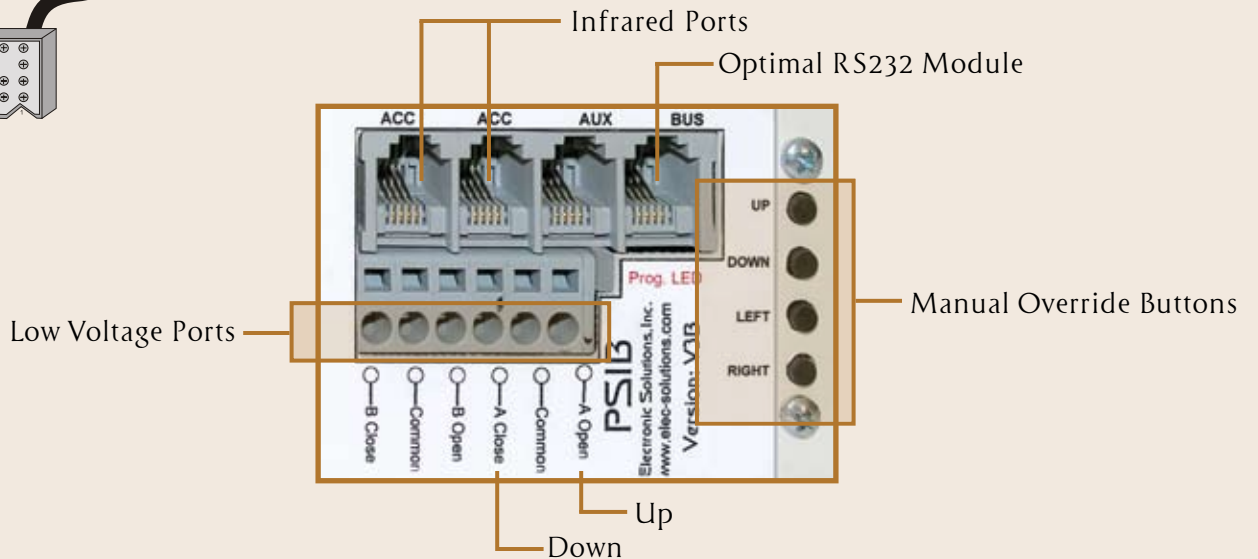 Infrared Ports
Optimal RS232 Module
ACC ACC AUX BUS
UP
DOWN
Prog. LED
LEFT
Manual Override Buttons
Low Voltage Ports
RIGHT
B Close
Common
B Open
A Close
Common
A Open
PSIB
Electronic Solutions, Inc.
www.elec-solutions.com
Version: V3B
Up
Down